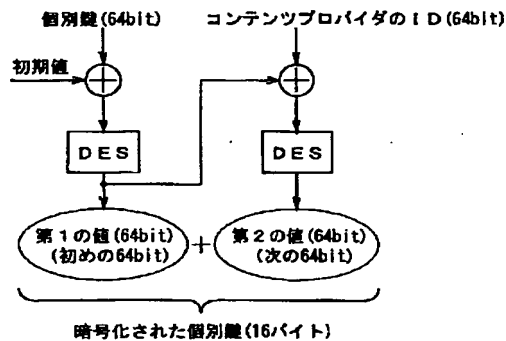 個別鍵(64bit)
コンテンツプロバイダのＩＤ(64bit)
初期値
ＤＥＳ
ＤＥＳ
第１の値(64bit)
(初めの64bit)
+
第２の値(64bit)
(次の64bit)
暗号化された個別鍵(16バイト)